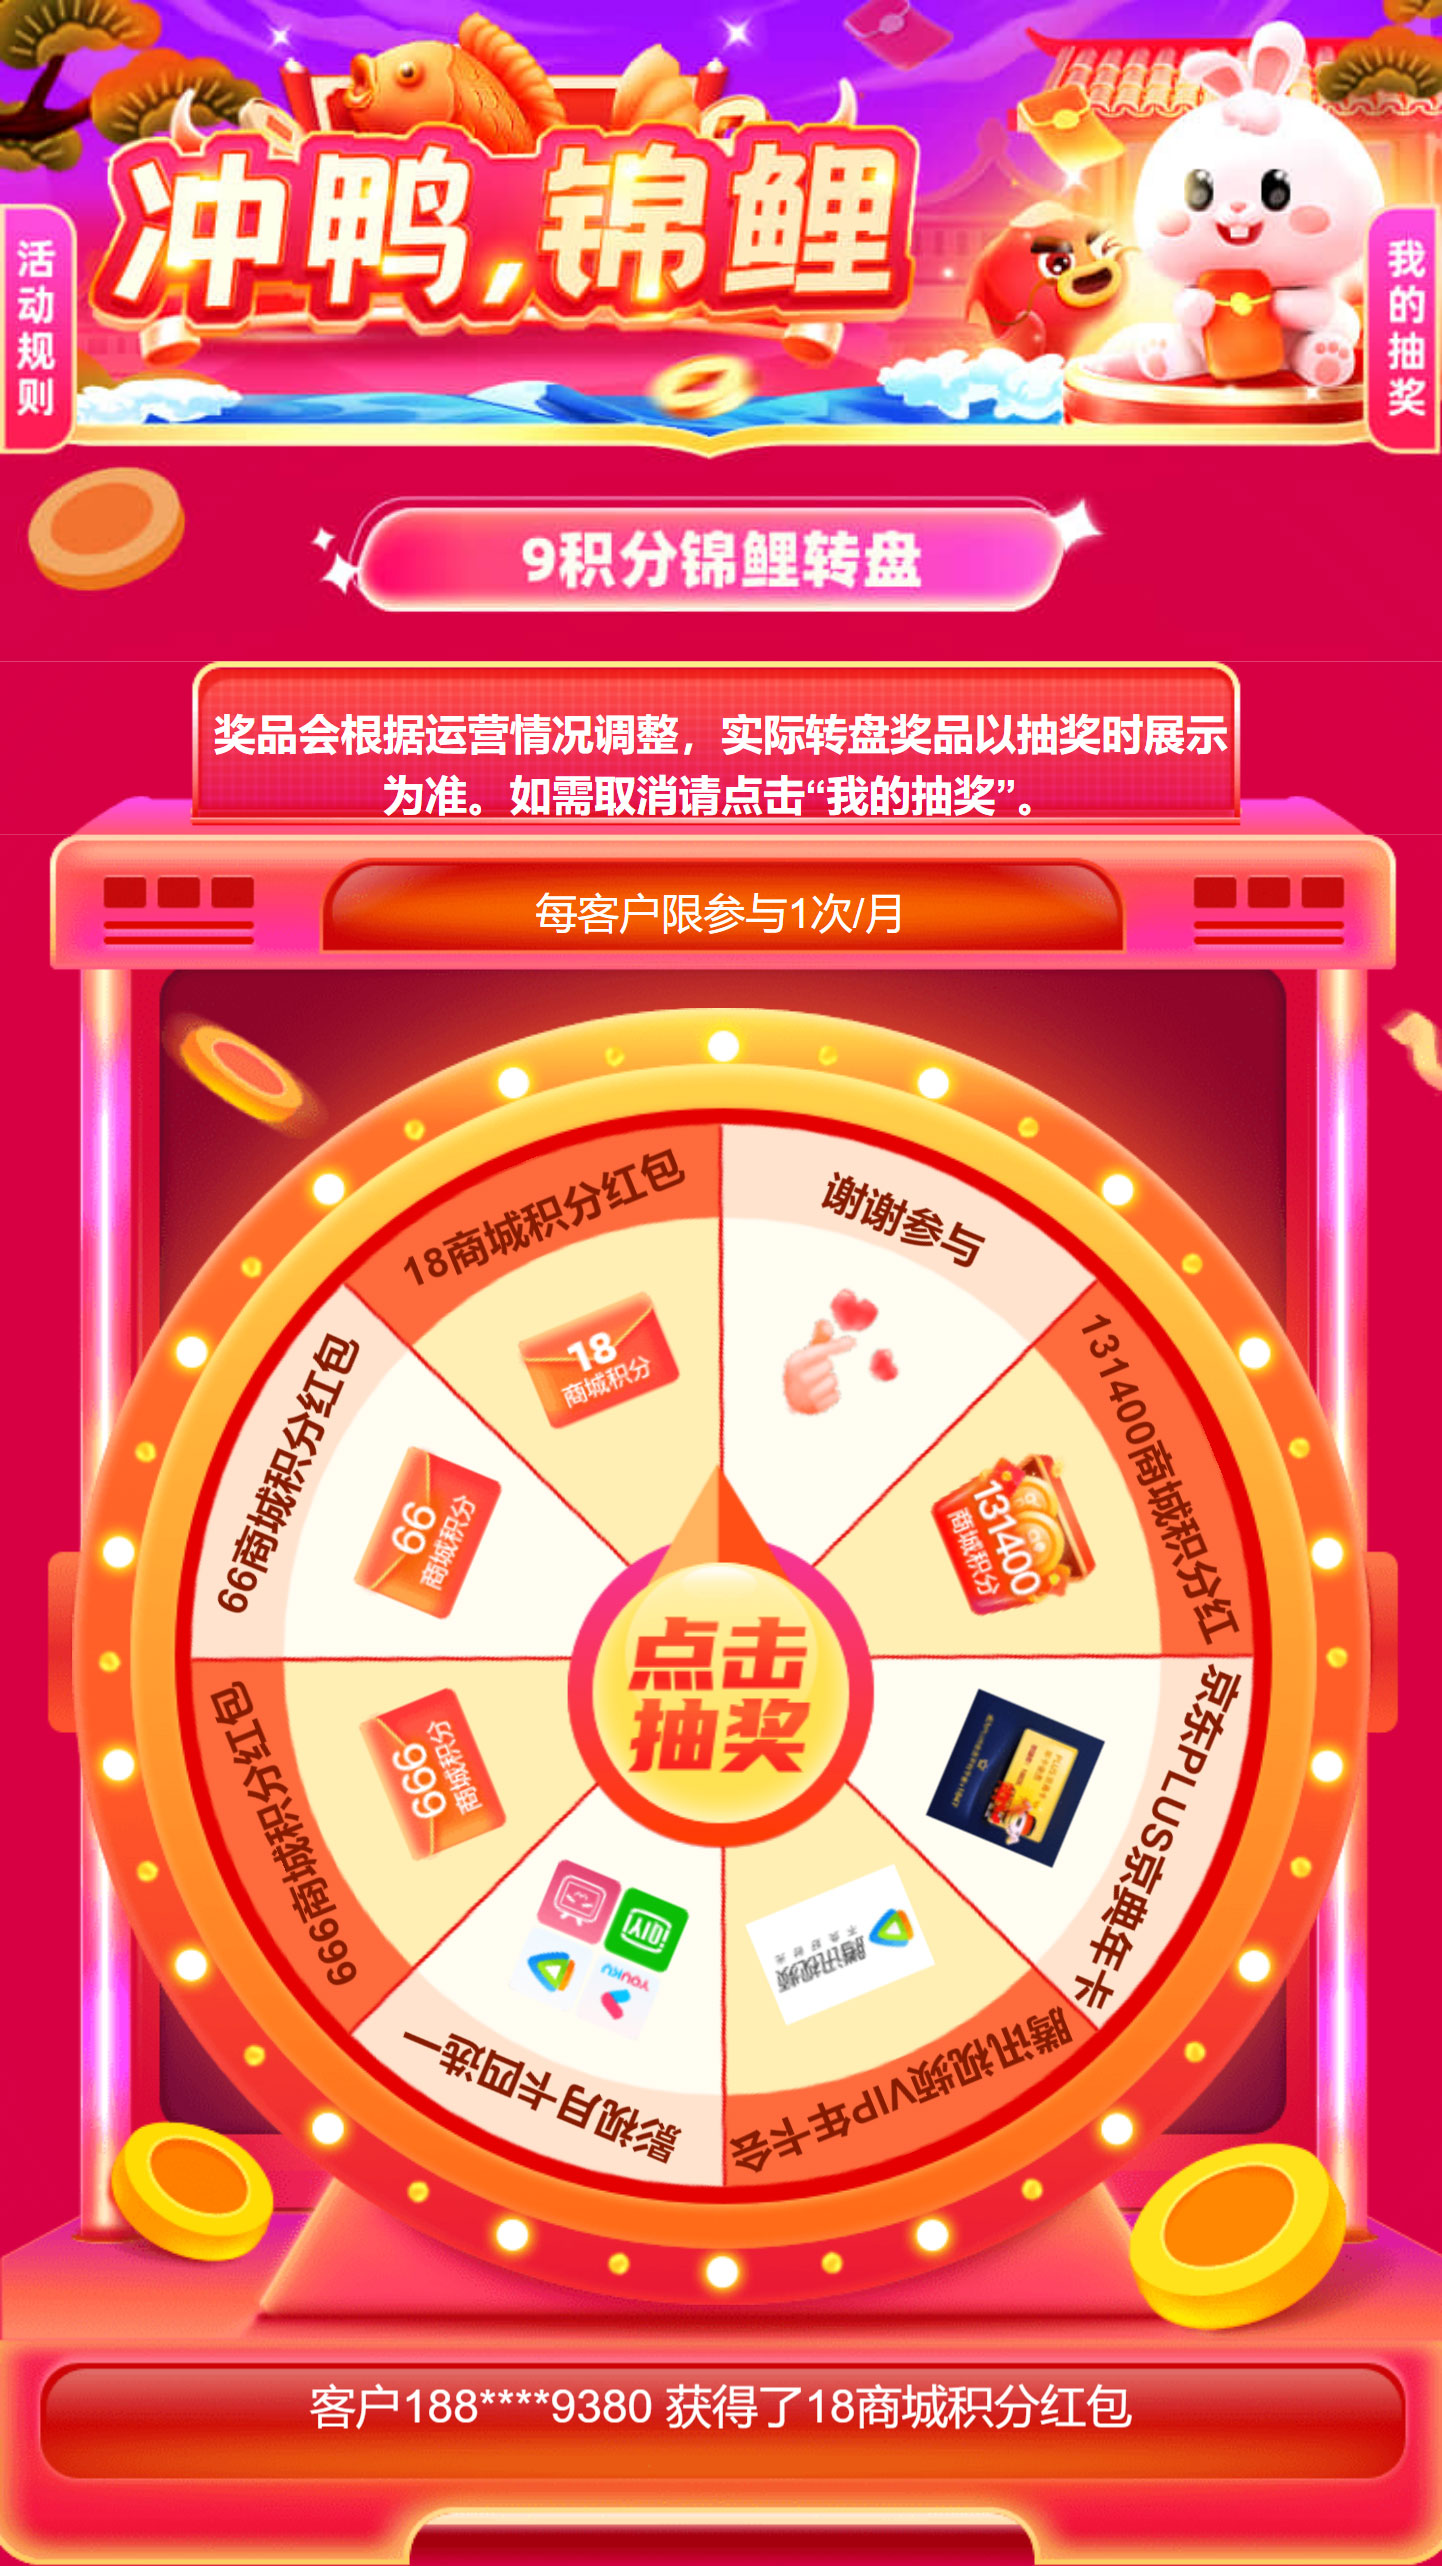 冲鸭,锦鲤
活动规则
我的抽奖
9积分锦鲤转盘
奖品会根据运营情况调整，实际转盘奖品以抽奖时展示
为准。如需取消请点击“我的抽奖”。
每客户限参与1次/月
谢谢参与
131400商城积分红
131400
商城积分
京东PLUS京典年卡
腾讯视频VIP年卡会
腾讯视频
不负好时光
影视月卡四选一
iQIYI
YOUKU
666商城积分红包
666
商城积分
66商城积分红包
66
商城积分
18商城积分红包
18
商城积分
点击
抽奖
客户188****9380 获得了18商城积分红包